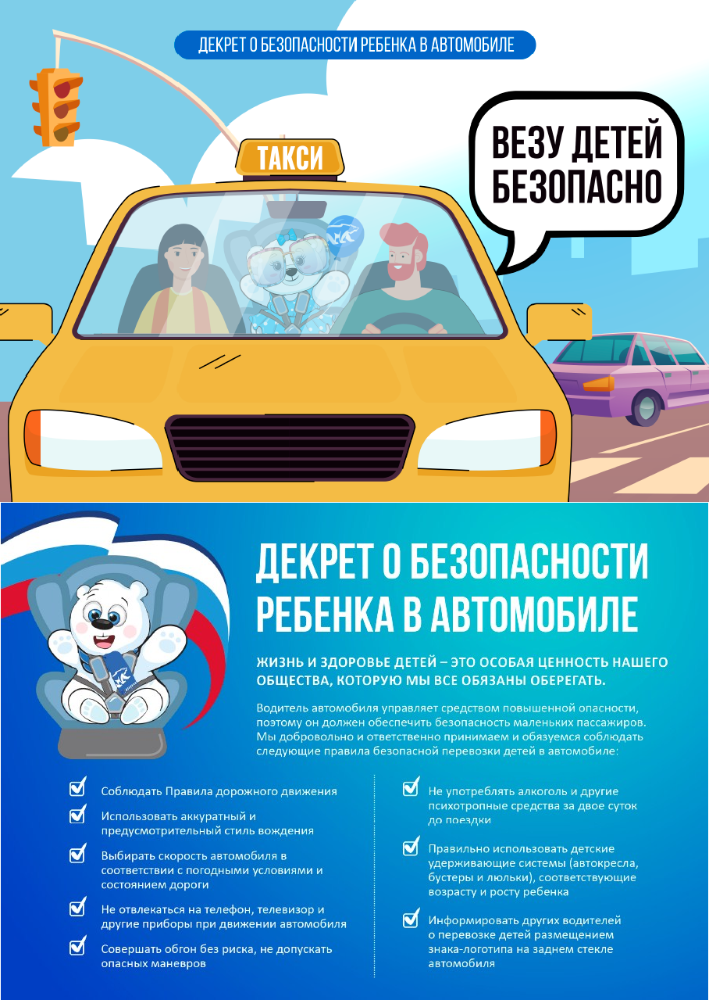 ДЕКРЕТ О БЕЗОПАСНОСТИ РЕБЕНКА В АВТОМОБИЛЕ
ВЕЗУ ДЕТЕЙ
БЕЗОПАСНО
ТАКСИ
ДЕКРЕТ О БЕЗОПАСНОСТИ
РЕБЕНКА В АВТОМОБИЛЕ
ЖИЗНЬ И ЗДОРОВЬЕ ДЕТЕЙ – ЭТО ОСОБАЯ ЦЕННОСТЬ НАШЕГО
ОБЩЕСТВА, КОТОРУЮ МЫ ВСЕ ОБЯЗАНЫ ОБЕРЕГАТЬ.
Водитель автомобиля управляет средством повышенной опасности,
поэтому он должен обеспечить безопасность маленьких пассажиров.
Мы добровольно и ответственно принимаем и обязуемся соблюдать
следующие правила безопасной перевозки детей в автомобиле:
Соблюдать Правила дорожного движения
Использовать аккуратный и
предусмотрительный стиль вождения
Выбирать скорость автомобиля в
соответствии с погодными условиями и
состоянием дороги
Не отвлекаться на телефон, телевизор и
другие приборы при движении автомобиля
Совершать обгон без риска, не допускать
опасных маневров
Не употреблять алкоголь и другие
психотропные средства за двое суток
до поездки
Правильно использовать детские
удерживающие системы (автокресла,
бустеры и люльки), соответствующие
возрасту и росту ребенка
Информировать других водителей
о перевозке детей размещением
знака-логотипа на заднем стекле
автомобиля